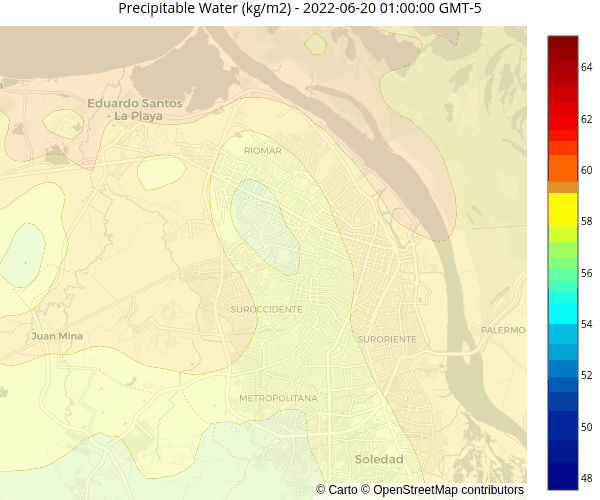 Precipitable Water (kg/m2) - 2022-06-20 01:00:00 GMT-5
64
62
60
58
56
54
52
50
48
Eduardo Santos
- La Playa
RIOMAR
SUROCCIDENTE
Juan Mina
SURORIENTE
PALERMO
METROPOLITANA
Soledad
© Carto © OpenStreetMap contributors